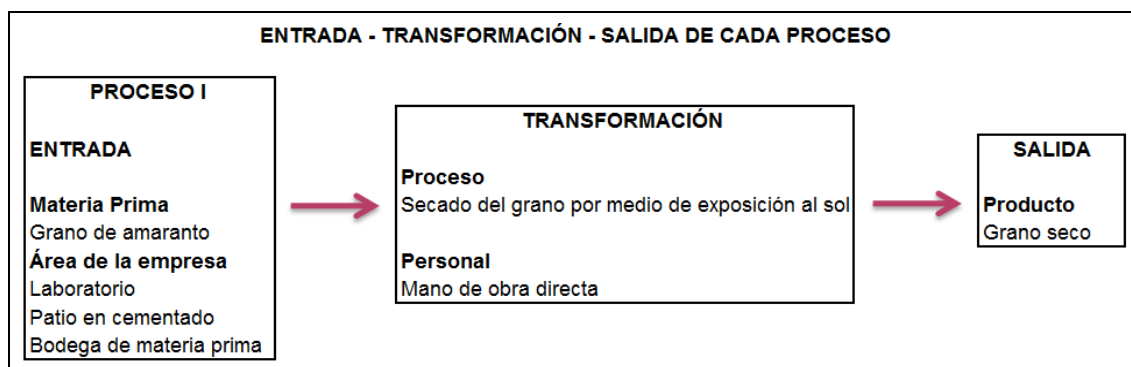 ENTRADA - TRANSFORMACIÓN - SALIDA DE CADA PROCESO
PROCESO I
ENTRADA
Materia Prima
Grano de amaranto
Área de la empresa
Laboratorio
Patio en cementado
Bodega de materia prima
TRANSFORMACIÓN
Proceso
Secado del grano por medio de exposición al sol
Personal
Mano de obra directa
SALIDA
Producto
Grano seco